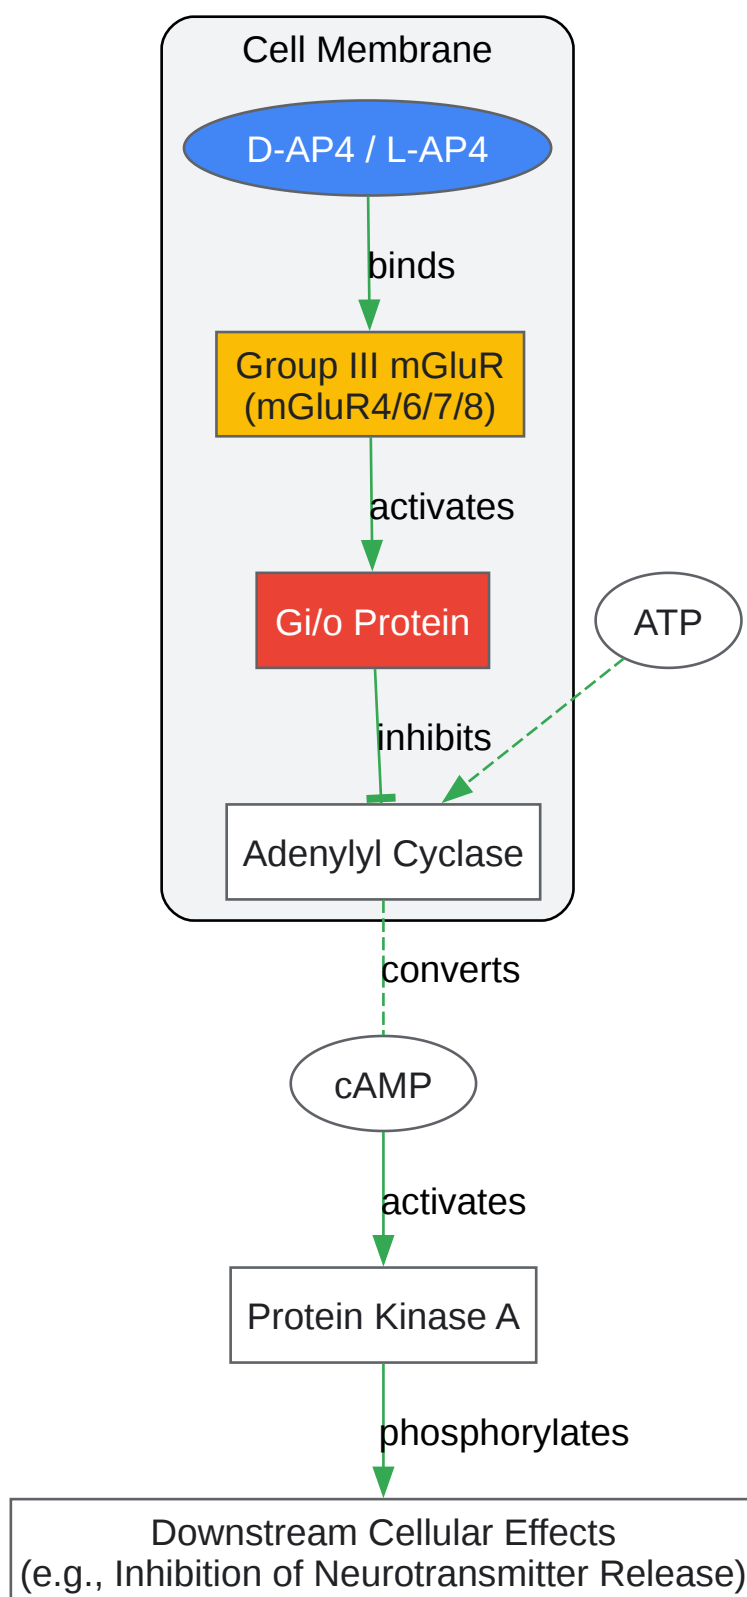 Cell Membrane
D-AP4 / L-AP4
binds
Group III mGluR
(mGluR4/6/7/8)
activates
Gi/o Protein
ATP
inhibits
Adenylyl Cyclase
converts
cAMP
activates
Protein Kinase A
phosphorylates
Downstream Cellular Effects
(e.g., Inhibition of Neurotransmitter Release)